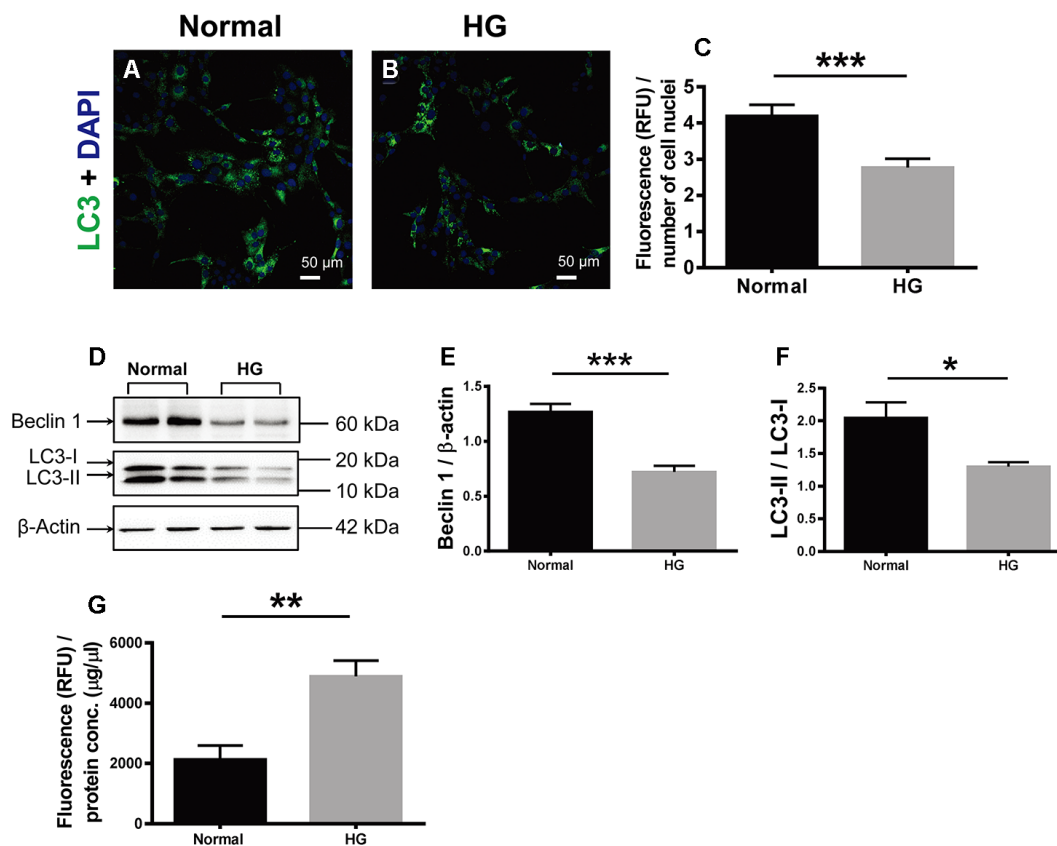 Normal
HG
LC3 + DAPI
A
50 µm
B
50 µm
C
***
Fluorescence (RFU) /
number of cell nuclei
5
4
3
2
1
0
Normal
HG
D
Normal
HG
Beclin 1
60 kDa
LC3-I
LC3-II
20 kDa
10 kDa
β-Actin
42 kDa
E
***
Beclin 1 / β-actin
1.5
1.0
0.5
0.0
Normal
HG
F
*
LC3-II / LC3-I
2.5
2.0
1.5
1.0
0.5
0.0
Normal
HG
G
**
Fluorescence (RFU) /
protein conc. (µg/µl)
6000
4000
2000
0
Normal
HG